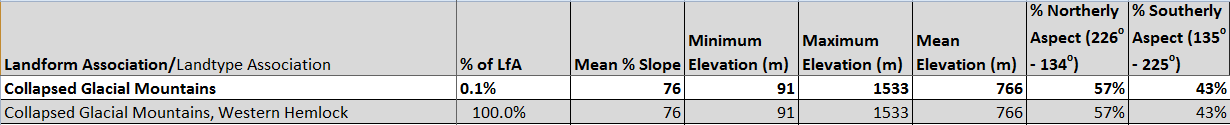 Landform Association/Landtype Association	% of LfA	Mean % Slope	Minimum Elevation (m)	Maximum Elevation (m)	Mean Elevation (m)	% Northerly Aspect (226° - 134°)	% Southerly Aspect (135° - 225°)
Collapsed Glacial Mountains	0.1%	76	91	1533	766	57%	43%
Collapsed Glacial Mountains, Western Hemlock	100.0%	76	91	1533	766	57%	43%